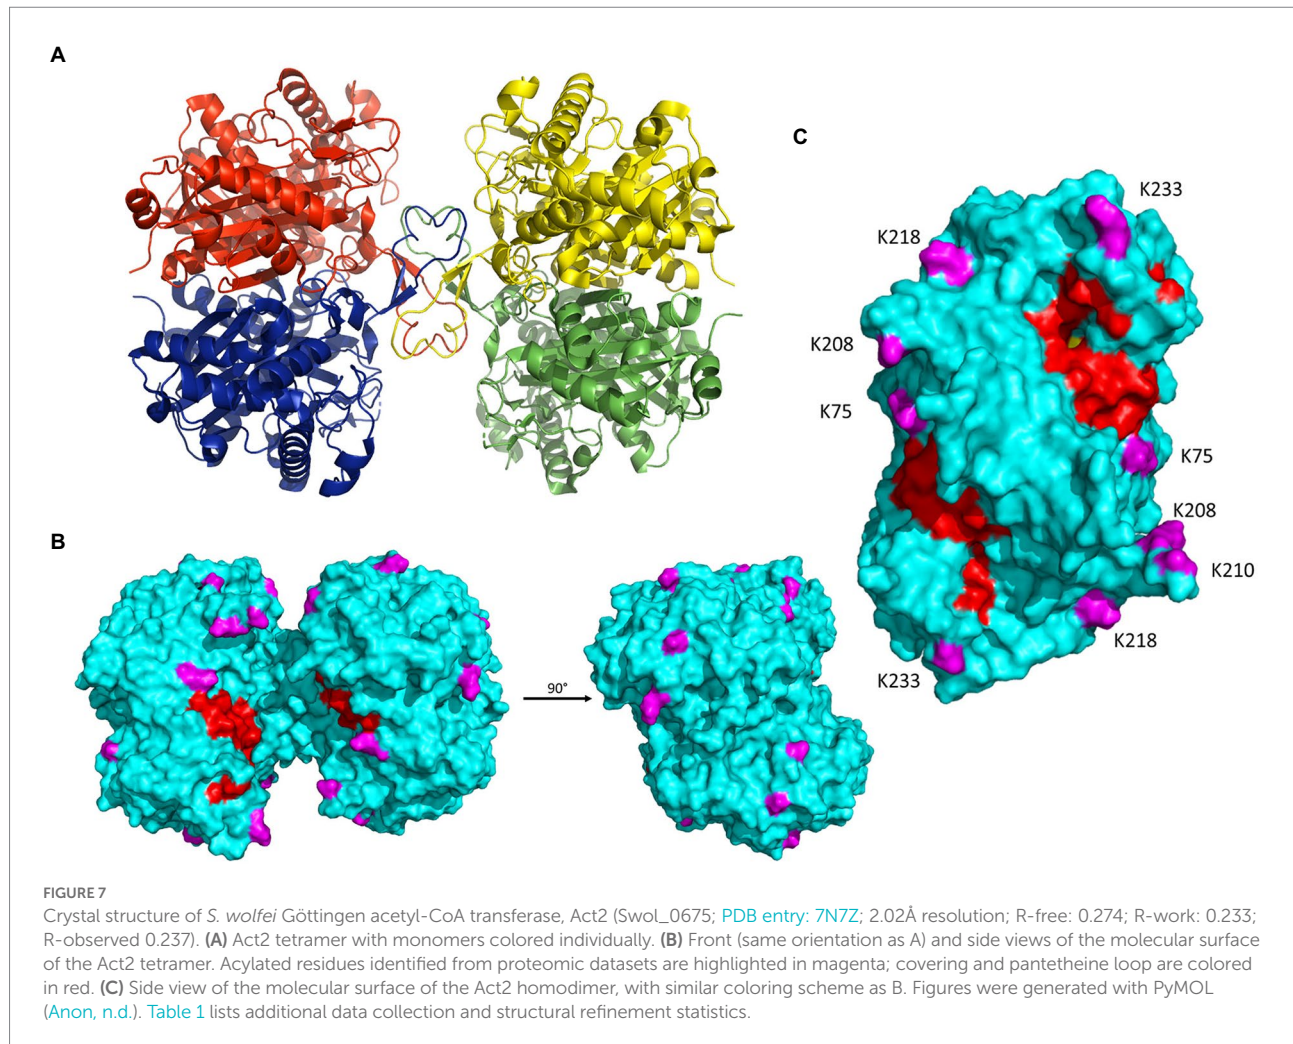 A
C
K233
K218
K208
K75
K75
K208
K210
K218
K233
B
90°
FIGURE 7
Crystal structure of S. wolfei Göttingen acetyl-CoA transferase, Act2 (Swol_0675; PDB entry: 7N7Z; 2.02Å resolution; R-free: 0.274; R-work: 0.233;
R-observed 0.237). (A) Act2 tetramer with monomers colored individually. (B) Front (same orientation as A) and side views of the molecular surface
of the Act2 tetramer. Acylated residues identified from proteomic datasets are highlighted in magenta; covering and pantetheine loop are colored
in red. (C) Side view of the molecular surface of the Act2 homodimer, with similar coloring scheme as B. Figures were generated with PyMOL
(Anon, n.d.). Table 1 lists additional data collection and structural refinement statistics.